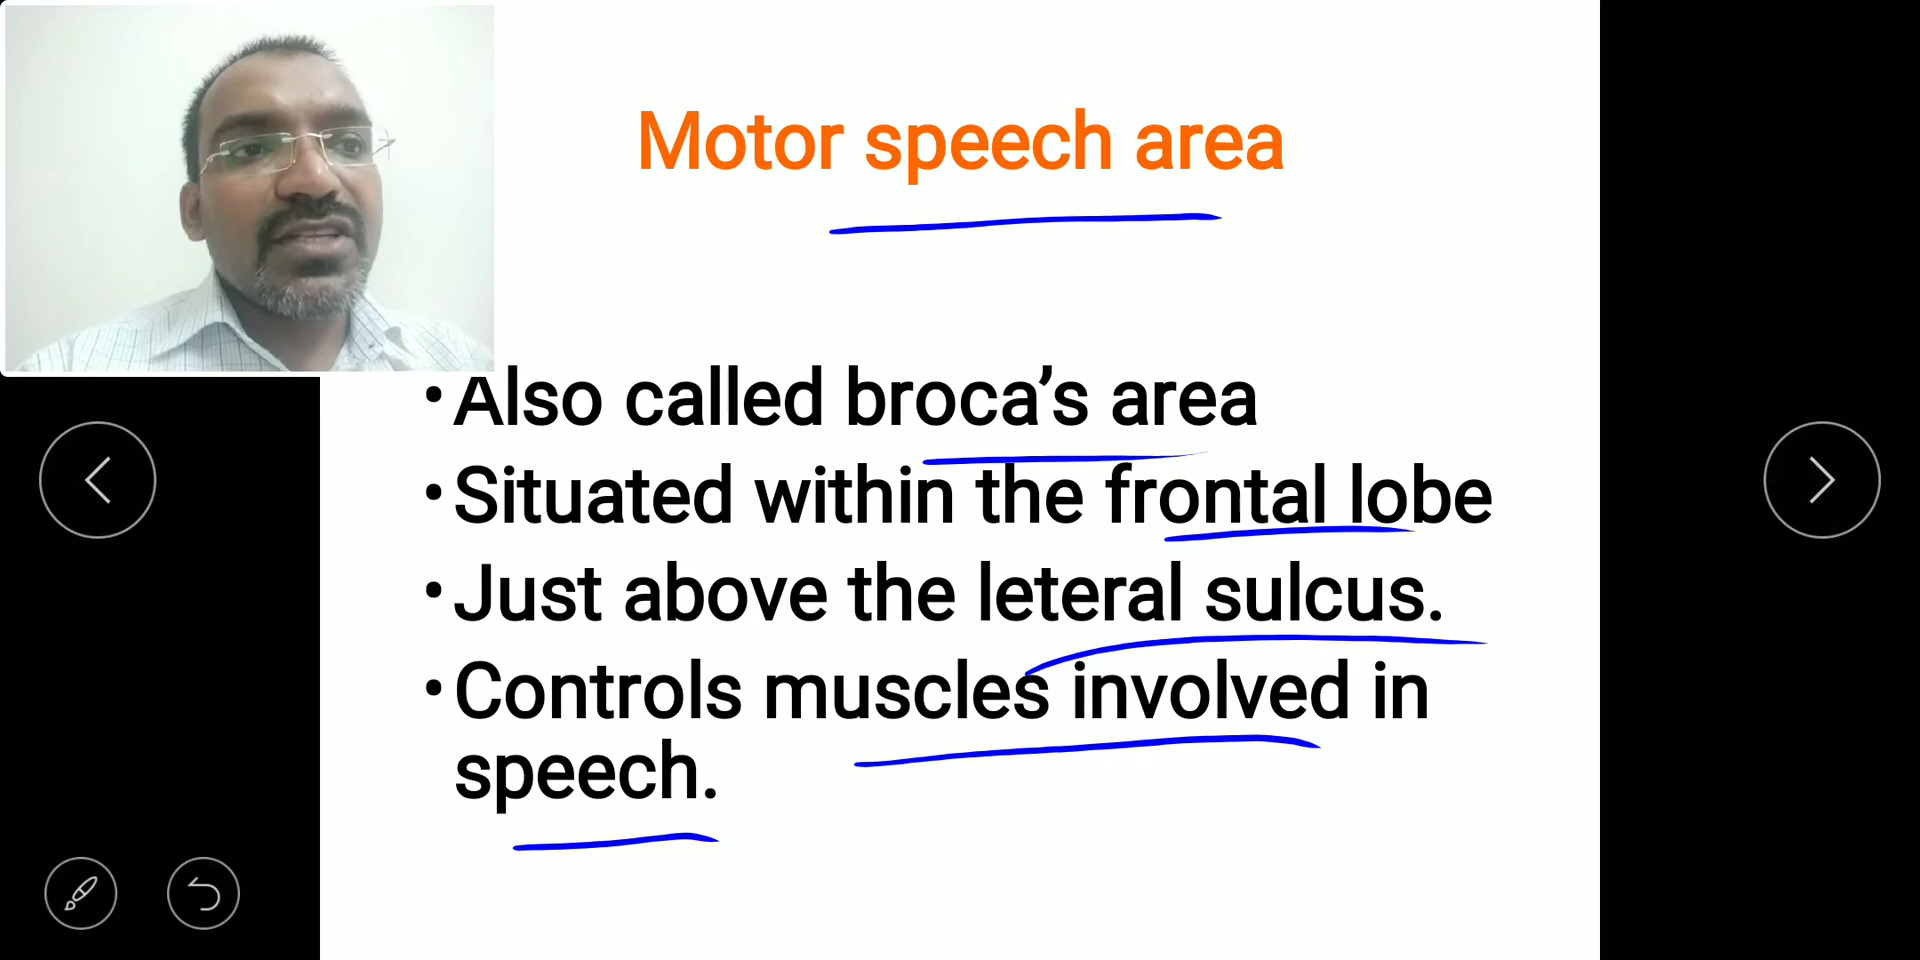 Motor speech area
•Also called broca’s area
•Situated within the frontal lobe
•Just above the leteral sulcus.
•Controls muscles involved in
speech.